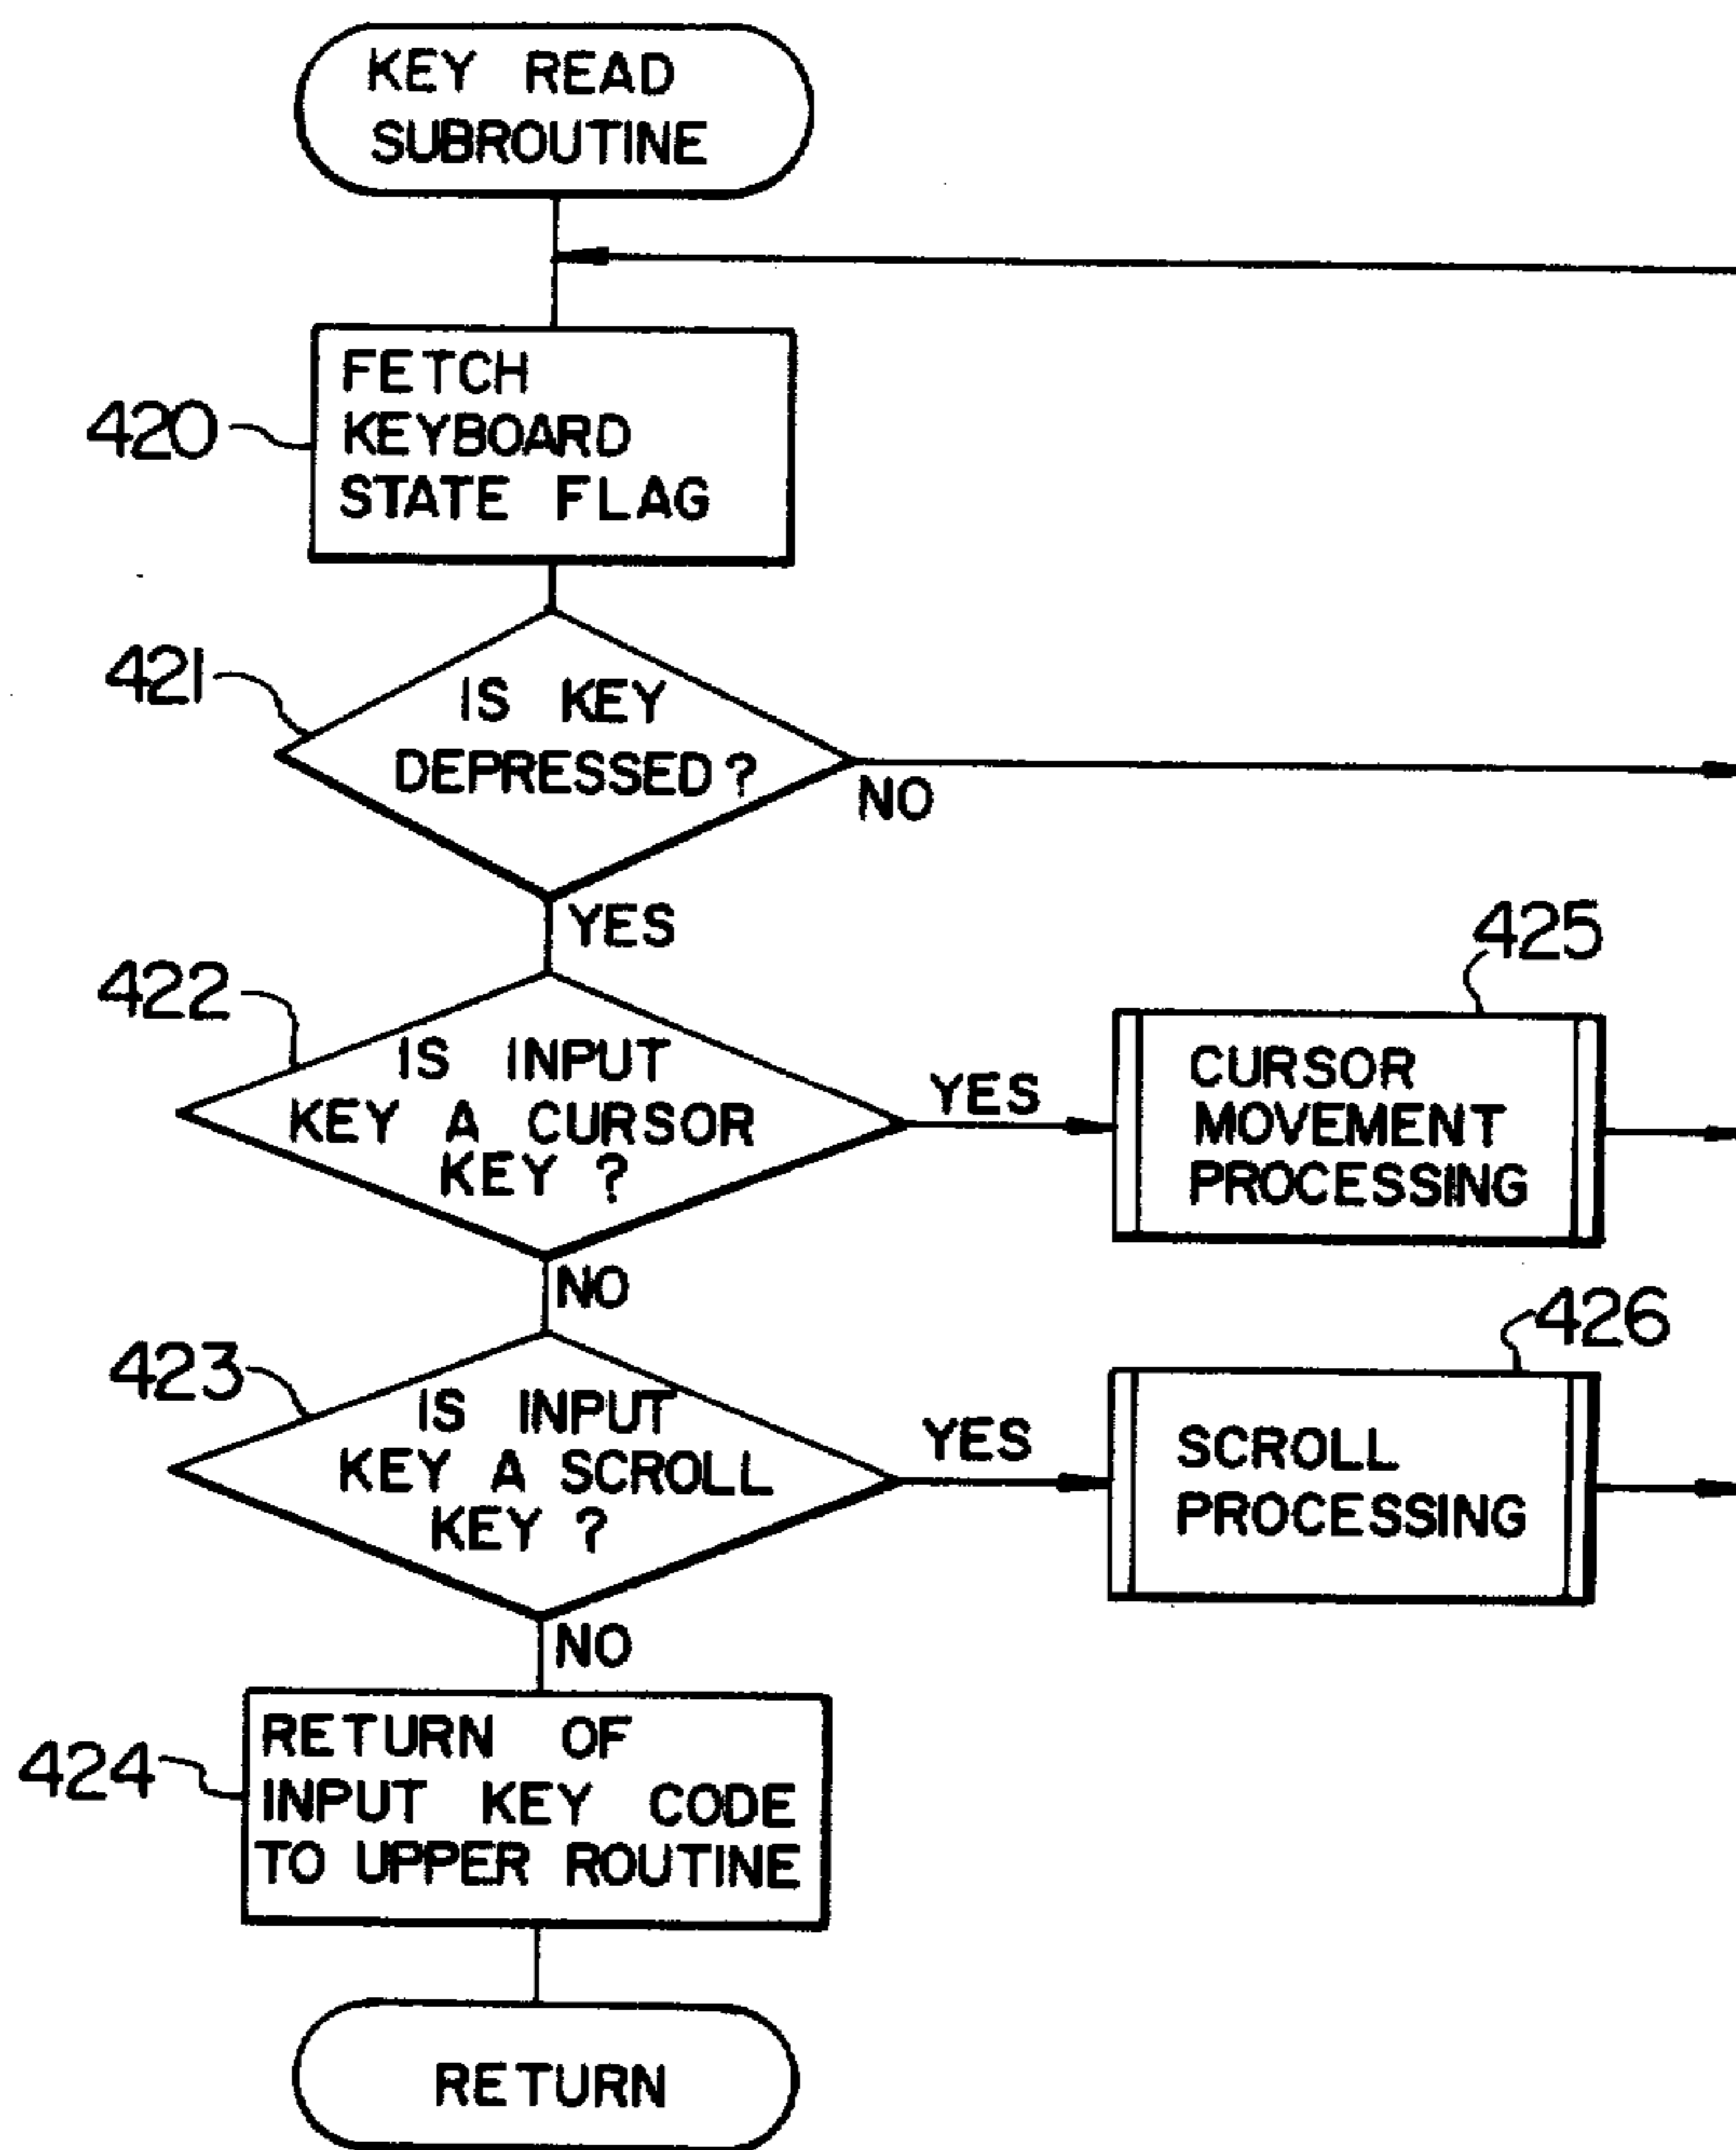 KEY READ
SUBROUTINE
420
FETCH
KEYBOARD
STATE FLAG
421
IS KEY
DEPRESSED?
NO
YES
422
IS INPUT
KEY A CURSOR
KEY ?
YES
425
CURSOR
MOVEMENT
PROCESSING
NO
423
IS INPUT
KEY A SCROLL
KEY ?
YES
426
SCROLL
PROCESSING
NO
424
RETURN OF
INPUT KEY CODE
TO UPPER ROUTINE
RETURN